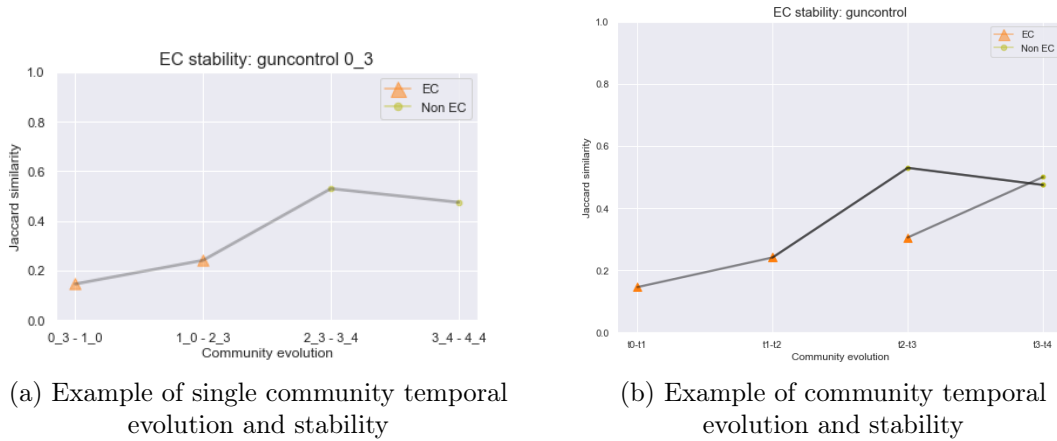 EC stability: guncontrol 0_3
1.0
0.8
0.6
0.4
0.2
0.0
Jaccard similarity
EC
Non EC
0_3 - 1_0
1_0 - 2_3
2_3 - 3_4
3_4 - 4_4
Community evolution
(a) Example of single community temporal
evolution and stability
EC stability: guncontrol
1.0
0.8
0.6
0.4
0.2
0.0
Jaccard similarity
EC
Non EC
t0-t1
t1-t2
t2-t3
t3-t4
Community evolution
(b) Example of community temporal
evolution and stability